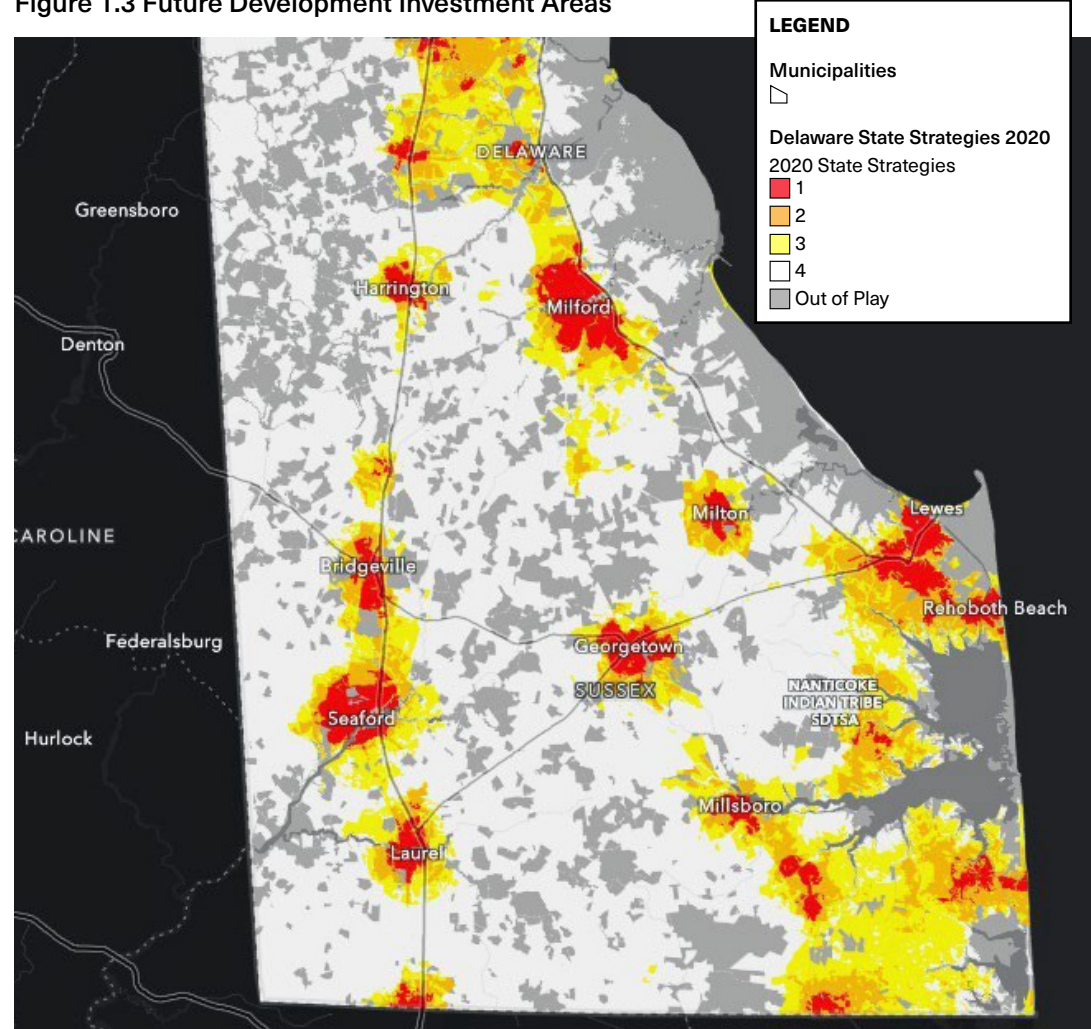 Figure 1.3 Future Development Investment Areas
LEGEND
Municipalities
Delaware State Strategies 2020
2020 State Strategies
1
2
3
4
Out of Play
DELAWARE
Greensboro
Harrington
Milford
Denton
Milton
Lewes
CAROLINE
Bridgeville
Rehoboth Beach
Federalsburg
Georgetown
SUSSEX
NANTICOKE
INDIAN TRIBE
SDTSA
Seaford
Hurlock
Millsboro
Laurel